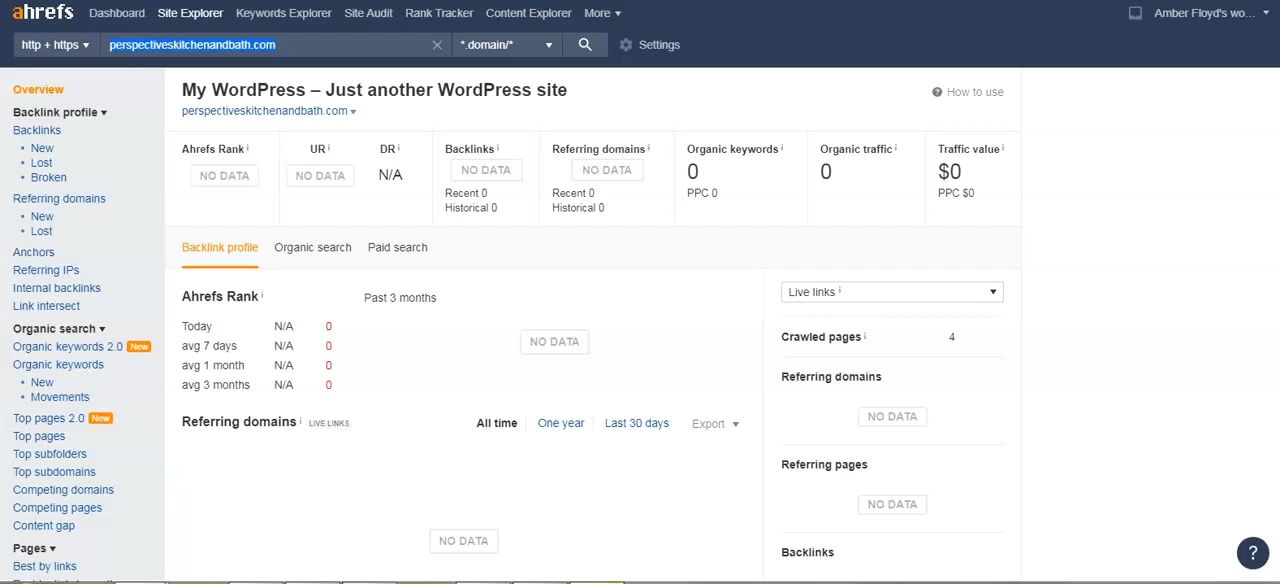 ahrefs Dashboard Site Explorer Keywords Explorer Site Audit Rank Tracker Content Explorer More Amber Floyd's wo...
http + https perspectiveskitchenandbath.com *.domain/* Settings
Overview
Backlink profile
Backlinks
• New
• Lost
• Broken
Referring domains
• New
• Lost
Anchors
Referring IPs
Internal backlinks
Link intersect
Organic search
Organic keywords 2.0 New
Organic keywords
• New
• Movements
Top pages 2.0 New
Top pages
Top subfolders
Top subdomains
Competing domains
Competing pages
Content gap
Pages
Best by links
My WordPress – Just another WordPress site
How to use
perspectiveskitchenandbath.com
Ahrefs Rank i UR i DR i Backlinks i Referring domains i Organic keywords i Organic traffic i Traffic value i
NO DATA NO DATA N/A NO DATA NO DATA 0 0 $0
Recent 0 Recent 0 PPC 0 PPC $0
Historical 0 Historical 0
Backlink profile Organic search Paid search
Ahrefs Rank i Past 3 months
Today N/A 0
avg 7 days N/A 0
avg 1 month N/A 0
avg 3 months N/A 0
NO DATA
Referring domains i LIVE LINKS All time One year Last 30 days Export
NO DATA
Live links i
Crawled pages i 4
Referring domains
NO DATA
Referring pages
NO DATA
Backlinks
?